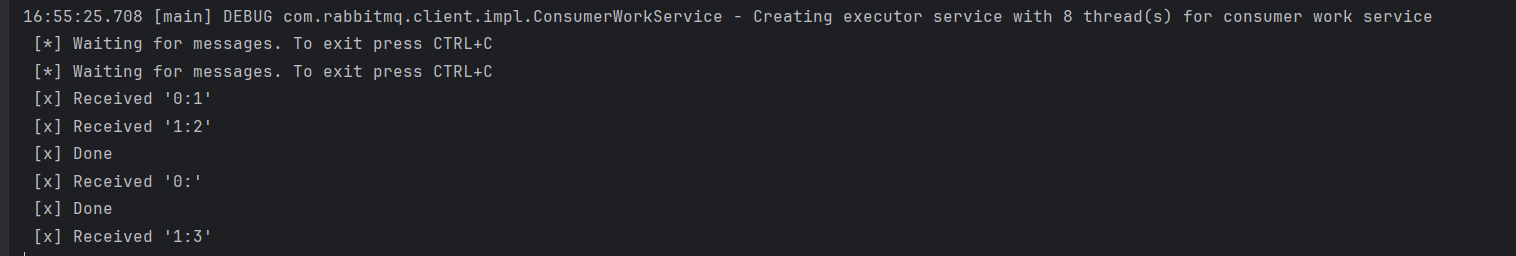 16:55:25.708 [main] DEBUG com.rabbitmq.client.impl.ConsumerWorkService - Creating executor service with 8 thread(s) for consumer work service
[*] Waiting for messages. To exit press CTRL+C
[*] Waiting for messages. To exit press CTRL+C
[x] Received '0:1'
[x] Received '1:2'
[x] Done
[x] Received '0:'
[x] Done
[x] Received '1:3'